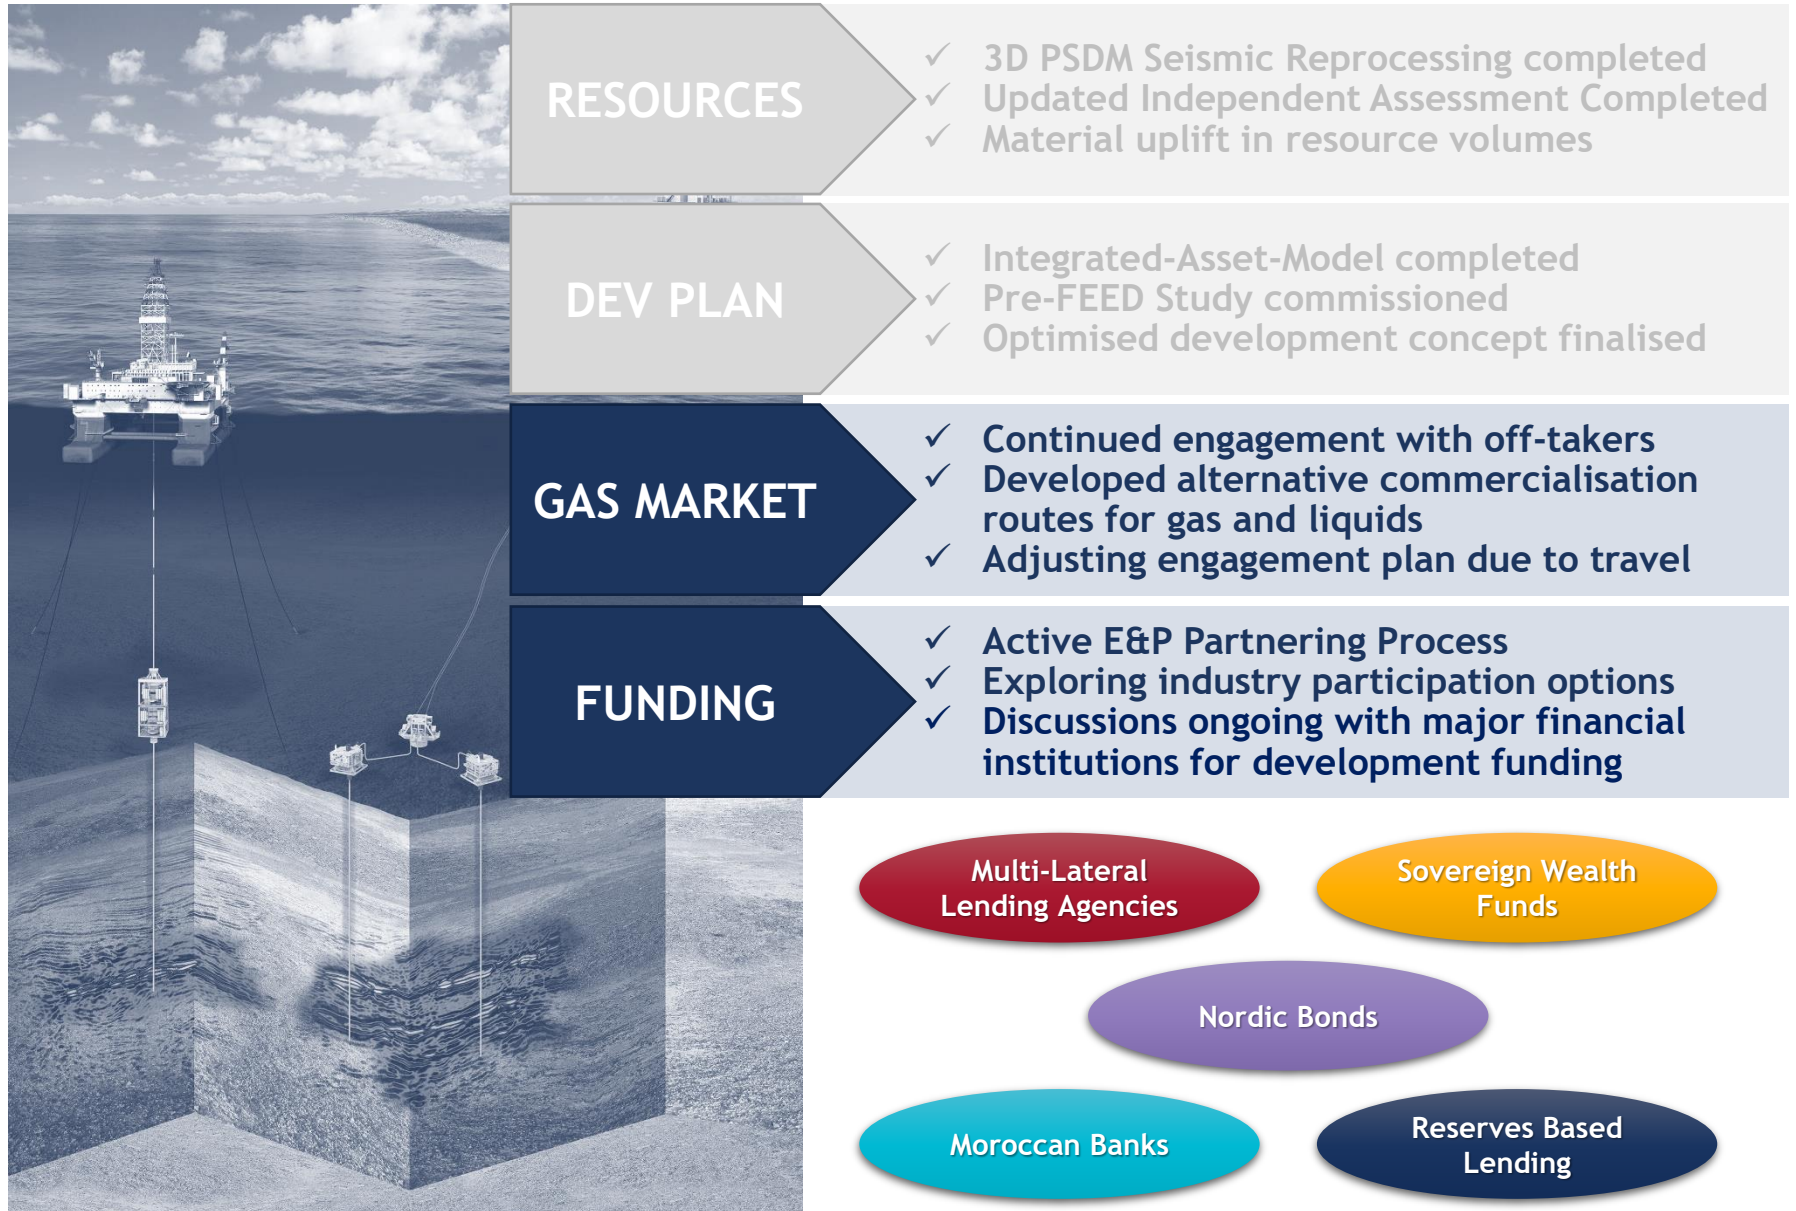 RESOURCES
✓ 3D PSDM Seismic Reprocessing completed
✓ Updated Independent Assessment Completed
✓ Material uplift in resource volumes
DEV PLAN
✓ Integrated-Asset-Model completed
✓ Pre-FEED Study commissioned
✓ Optimised development concept finalised
GAS MARKET
✓ Continued engagement with off-takers
✓ Developed alternative commercialisation
routes for gas and liquids
✓ Adjusting engagement plan due to travel
FUNDING
✓ Active E&P Partnering Process
✓ Exploring industry participation options
✓ Discussions ongoing with major financial
institutions for development funding
Multi-Lateral
Lending Agencies
Sovereign Wealth
Funds
Nordic Bonds
Moroccan Banks
Reserves Based
Lending